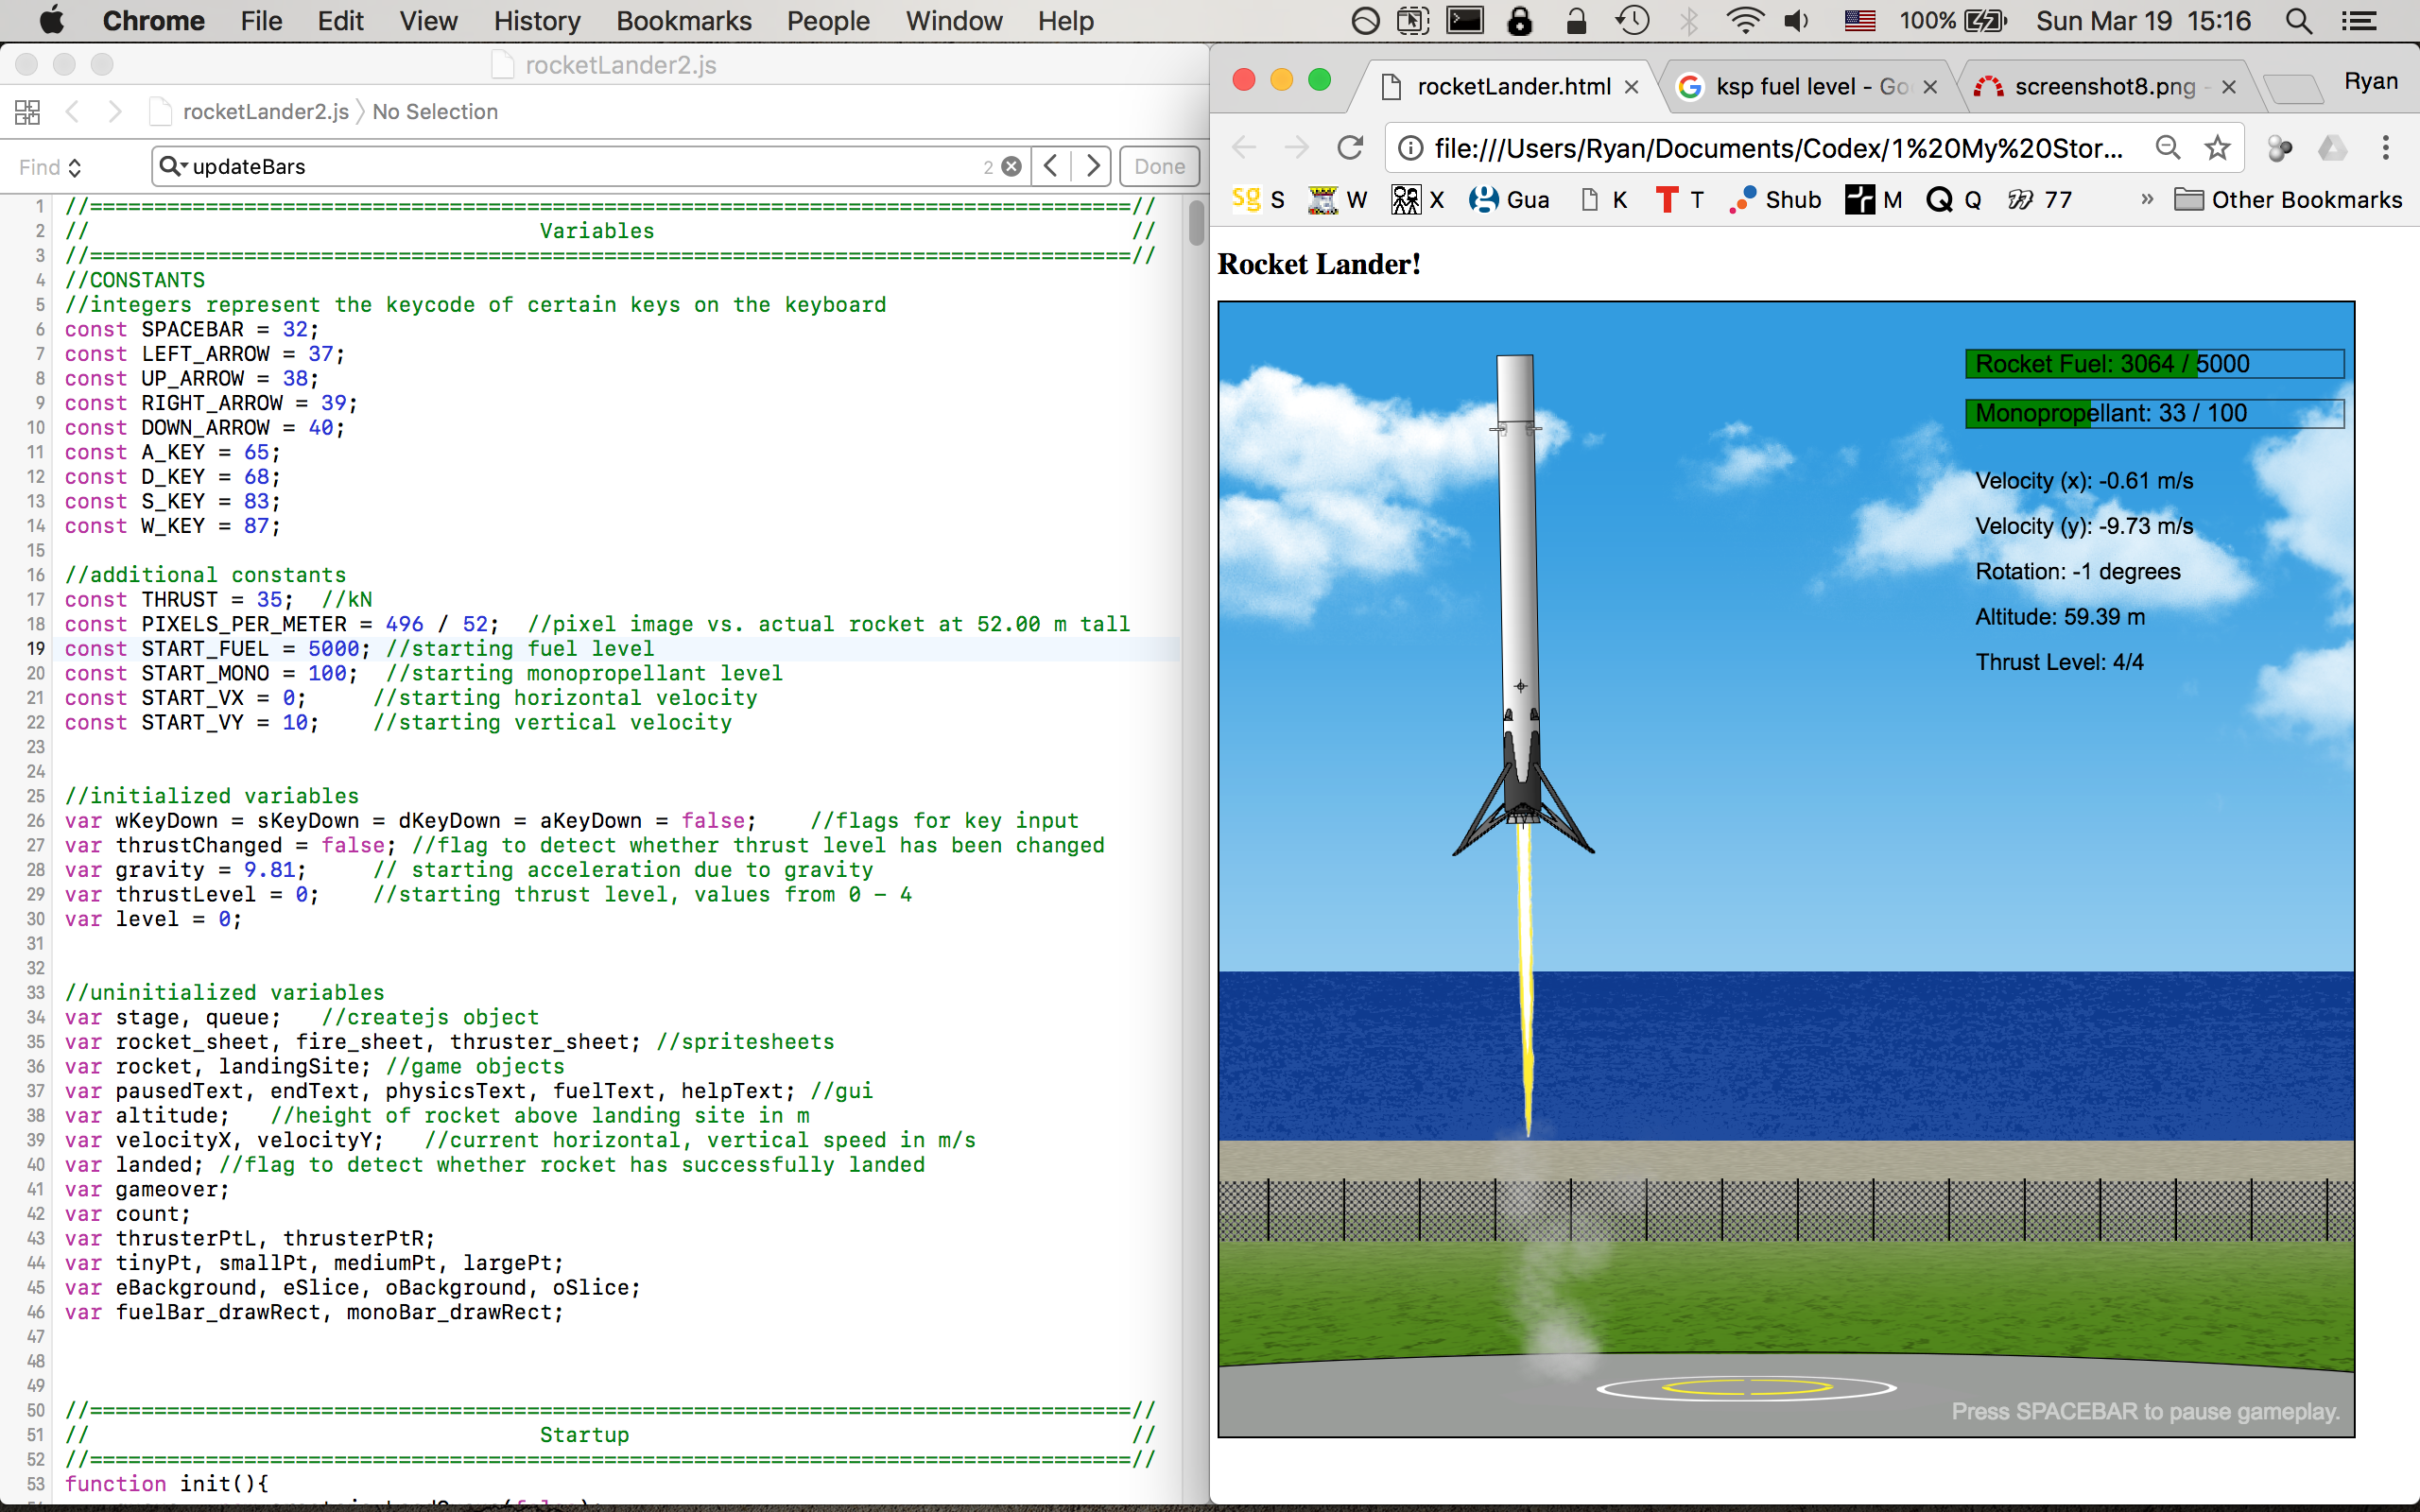 Chrome File Edit View History Bookmarks People Window Help 100% Sun Mar 19 15:16
rocketLander2.js
rocketLander2.js No Selection
Find updateBars 2 Done
1 //=================================================================================//
2 // Variables //
3 //=================================================================================//
4 //CONSTANTS
5 //integers represent the keycode of certain keys on the keyboard
6 const SPACEBAR = 32;
7 const LEFT_ARROW = 37;
8 const UP_ARROW = 38;
9 const RIGHT_ARROW = 39;
10 const DOWN_ARROW = 40;
11 const A_KEY = 65;
12 const D_KEY = 68;
13 const S_KEY = 83;
14 const W_KEY = 87;
15
16 //additional constants
17 const THRUST = 35; //kN
18 const PIXELS_PER_METER = 496 / 52; //pixel image vs. actual rocket at 52.00 m tall
19 const START_FUEL = 5000; //starting fuel level
20 const START_MONO = 100; //starting monopropellant level
21 const START_VX = 0; //starting horizontal velocity
22 const START_VY = 10; //starting vertical velocity
23
24
25 //initialized variables
26 var wKeyDown = sKeyDown = dKeyDown = aKeyDown = false; //flags for key input
27 var thrustChanged = false; //flag to detect whether thrust level has been changed
28 var gravity = 9.81; // starting acceleration due to gravity
29 var thrustLevel = 0; //starting thrust level, values from 0 – 4
30 var level = 0;
31
32
33 //uninitialized variables
34 var stage, queue; //createjs object
35 var rocket_sheet, fire_sheet, thruster_sheet; //spritesheets
36 var rocket, landingSite; //game objects
37 var pausedText, endText, physicsText, fuelText, helpText; //gui
38 var altitude; //height of rocket above landing site in m
39 var velocityX, velocityY; //current horizontal, vertical speed in m/s
40 var landed; //flag to detect whether rocket has successfully landed
41 var gameover;
42 var count;
43 var thrusterPtL, thrusterPtR;
44 var tinyPt, smallPt, mediumPt, largePt;
45 var eBackground, eSlice, oBackground, oSlice;
46 var fuelBar_drawRect, monoBar_drawRect;
47
48
49
50 //=================================================================================//
51 // Startup //
52 //=================================================================================//
53 function init(){
rocketLander.html ksp fuel level - Go screenshot8.png - Ryan
file:///Users/Ryan/Documents/Codex/1%20My%20Stor...
sg S W X Gua K T T Shub M Q Q 77 77 » Other Bookmarks
Rocket Lander!
Rocket Fuel: 3064 / 5000
Monopropellant: 33 / 100
Velocity (x): -0.61 m/s
Velocity (y): -9.73 m/s
Rotation: -1 degrees
Altitude: 59.39 m
Thrust Level: 4/4
Press SPACEBAR to pause gameplay.